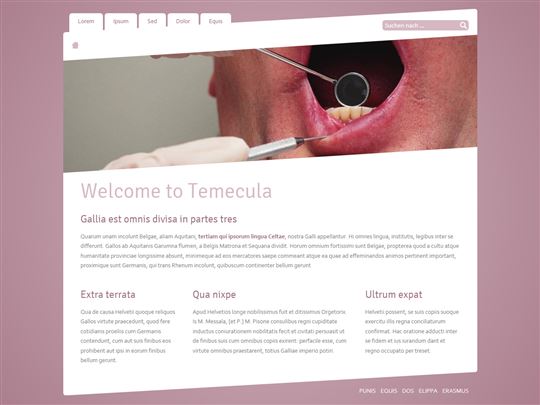 Lorem Ipsum Sed Dolor Quis
Suchen nach ...
Welcome to Temecula
Gallia est omnis divisa in partes tres
Quarum unam incolunt Belgae, aliam Aquitani, tertiam qui ipsorum lingua Celtae, nostra Galli appellantur. Hi omnes lingua, institutis, legibus inter se
differunt. Gallos ab Aquitanis Garumna flumen, a Belgis Matrona et Sequana dividit. Horum omnium fortissimi sunt Belgae, propterea quod a cultu atque
humanitate provinciae longissime absunt, minimeque ad eos mercatores saepe commeant atque ea quae ad effeminandos animos pertinent important,
proximique sunt Germanis, qui trans Rhenum incolunt, quibuscum continenter bellum gerunt.
Extra terrata
Cua de causa Helvetii quoque reliquos
Gallos virtute praecedunt, quod fere
cotidianis proeliis cum Germanis
contendunt, cum aut suis finibus eos
prohibent aut ipsi in eorum finibus
bellum gerunt.
Qua nixpe
Apud Helvetios longe nobilissimus fuit et ditissimus Orgetorix.
Is M. Messala, [et P.] M. Pisone consulibus regni cupiditate
inductus coniurationem nobilitatis fecit et civitati persuasit ut
de finibus suis cum omnibus copiis exirent: perfacile esse, cum
virtute omnibus praestarent, totius Galliae imperio potiri.
Ultrum expat
Helvetii possent, se suis copiis suoque
exercitu illis regna conciliaturum
confirmat. Hac oratione adducti inter
se fidem et ius iurandum dant et
regno occupato per treset.
PUNIS EQUIS DOS ELIPPA ERASMUS